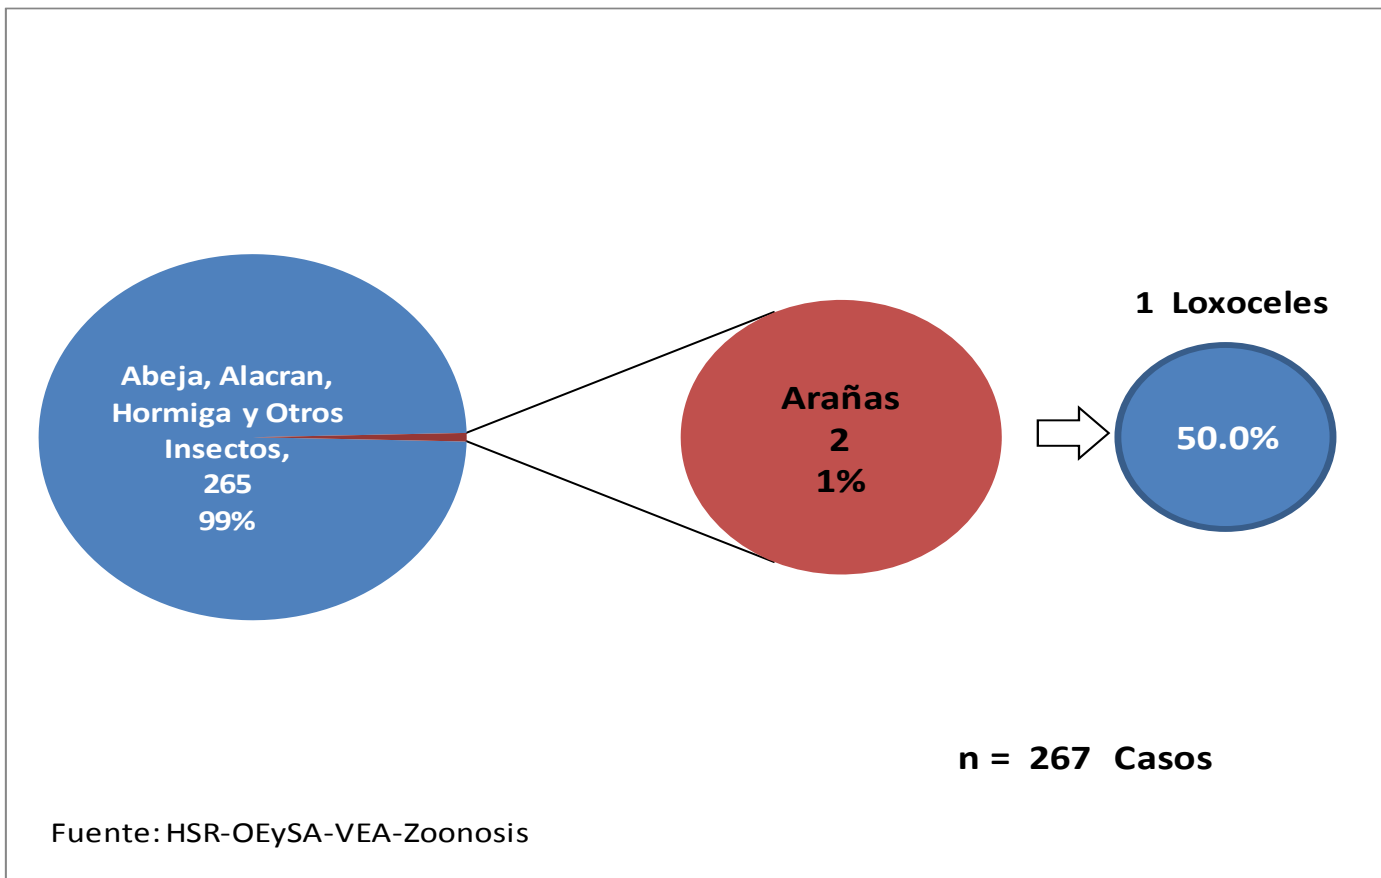 Abeja, Alacran,
Hormiga y Otros
Insectos,
265
99%
Arañas
2
1%
1 Loxoceles
50.0%
n = 267 Casos
Fuente: HSR-OEySA-VEA-Zoonosis